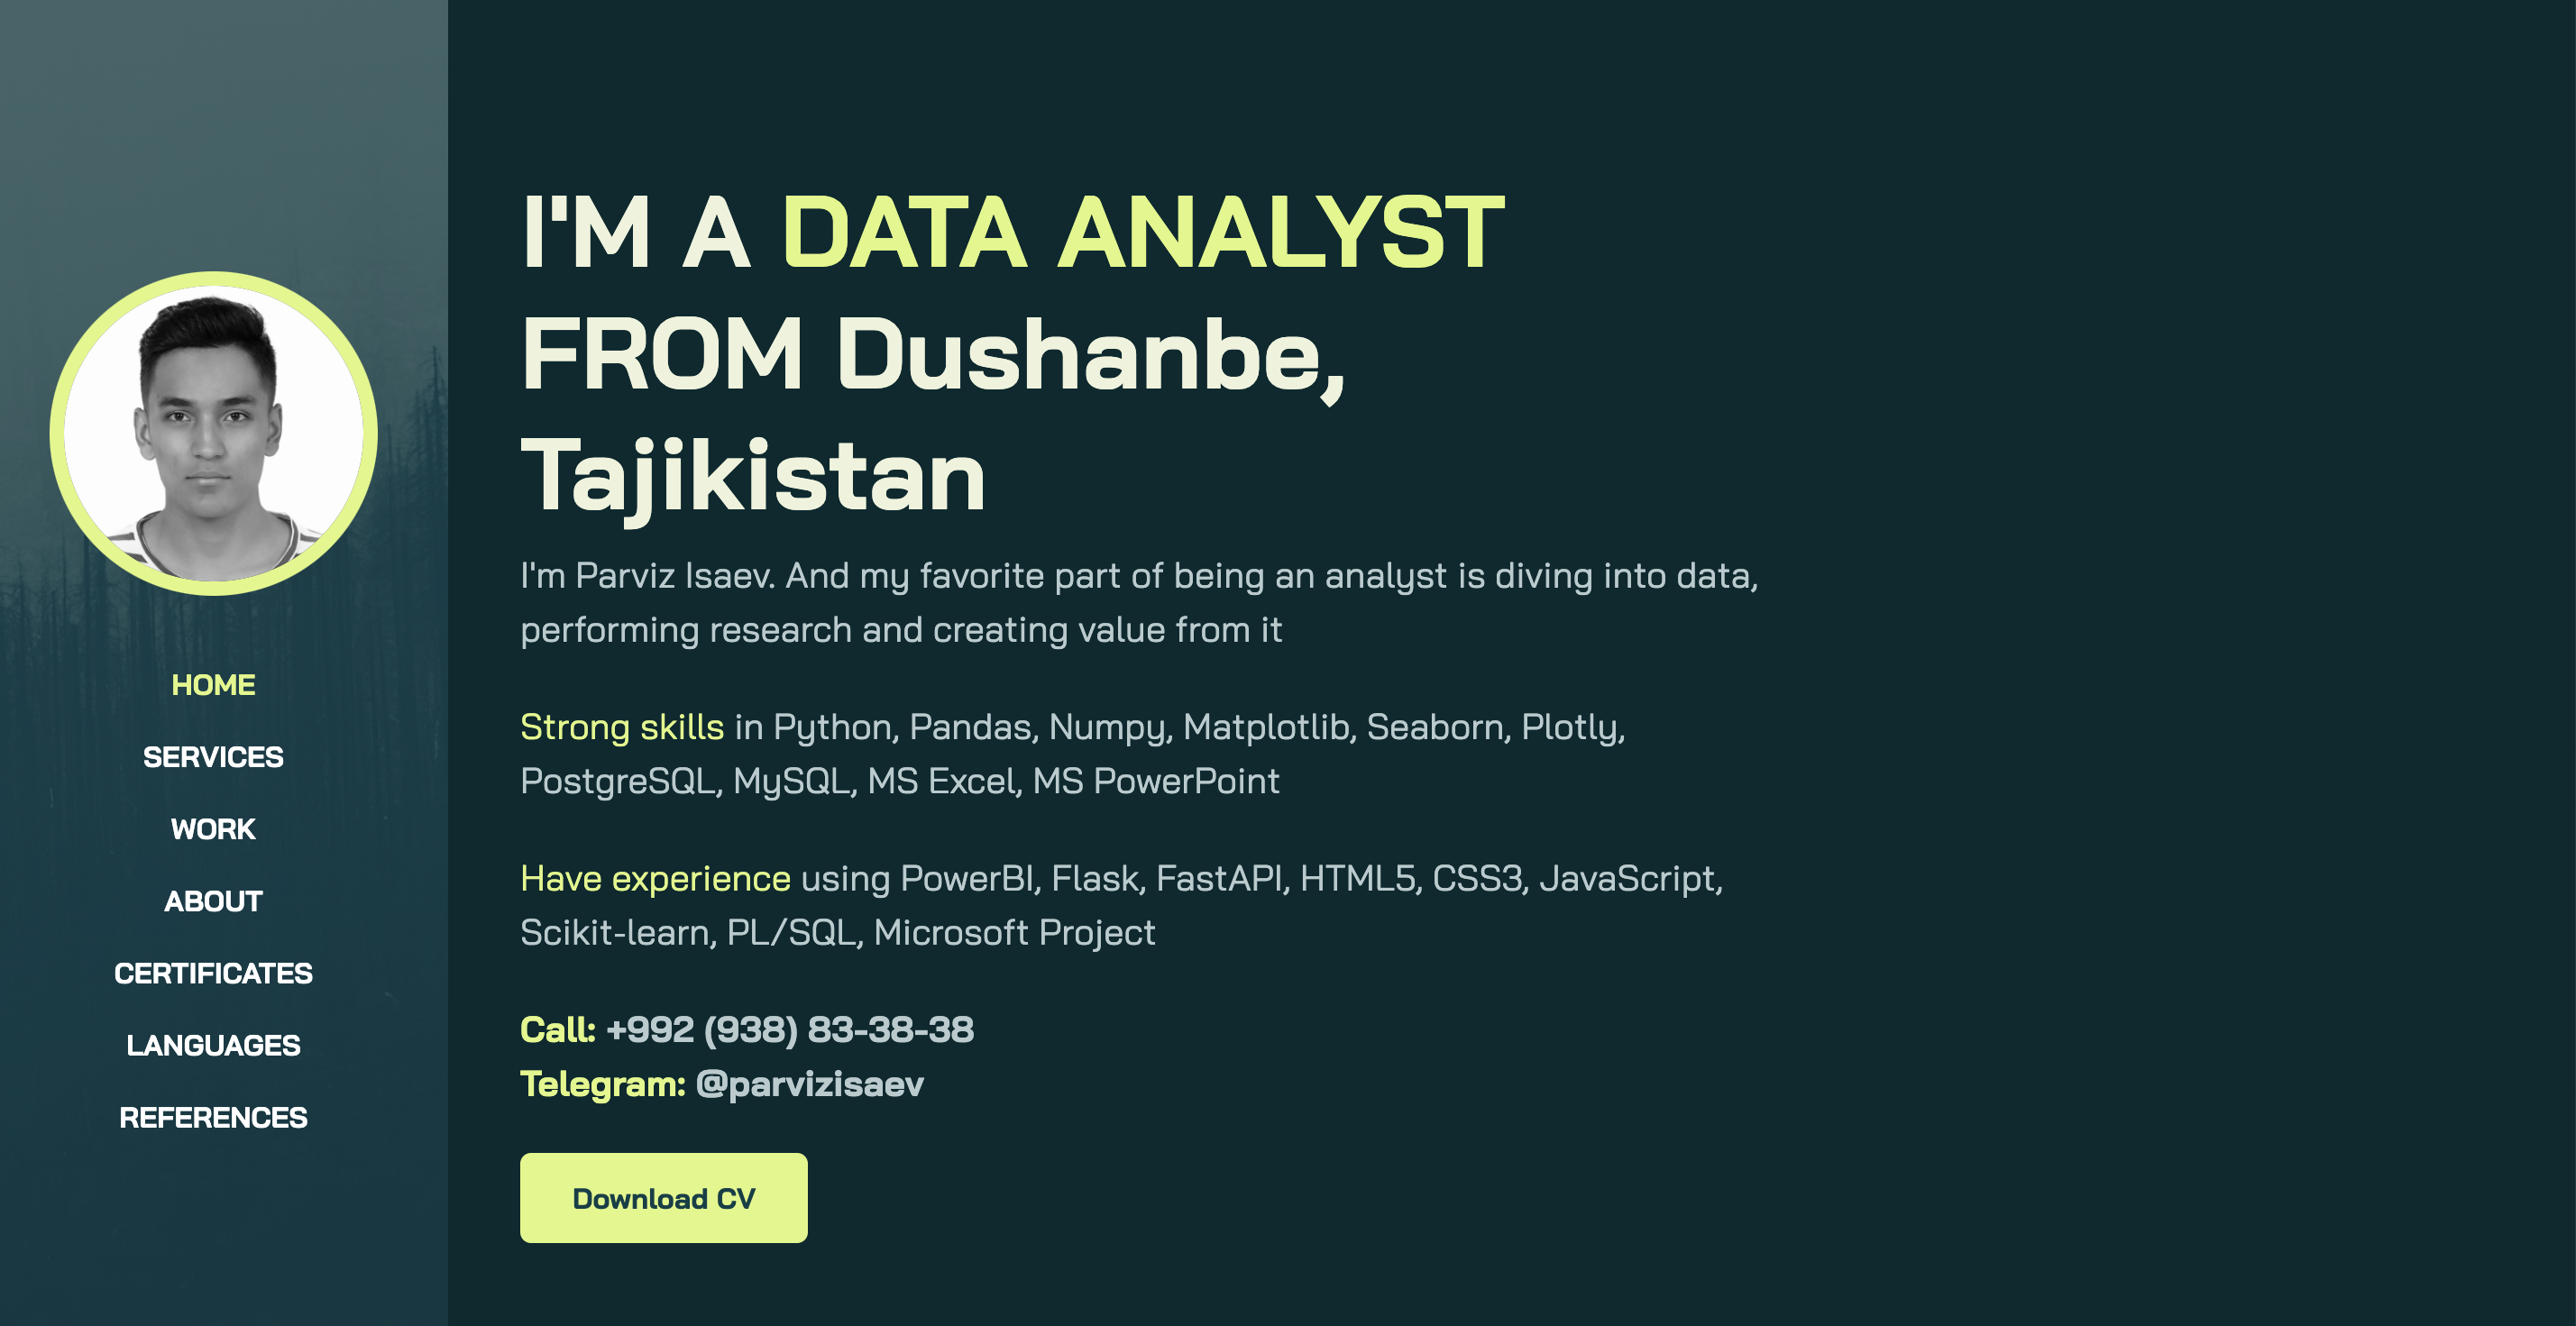 HOME
SERVICES
WORK
ABOUT
CERTIFICATES
LANGUAGES
REFERENCES
I'M A DATA ANALYST
FROM Dushanbe,
Tajikistan
I'm Parviz Isaev. And my favorite part of being an analyst is diving into data,
performing research and creating value from it
Strong skills in Python, Pandas, Numpy, Matplotlib, Seaborn, Plotly,
PostgreSQL, MySQL, MS Excel, MS PowerPoint
Have experience using PowerBI, Flask, FastAPI, HTML5, CSS3, JavaScript,
Scikit-learn, PL/SQL, Microsoft Project
Call: +992 (938) 83-38-38
Telegram: @parvizisaev
Download CV